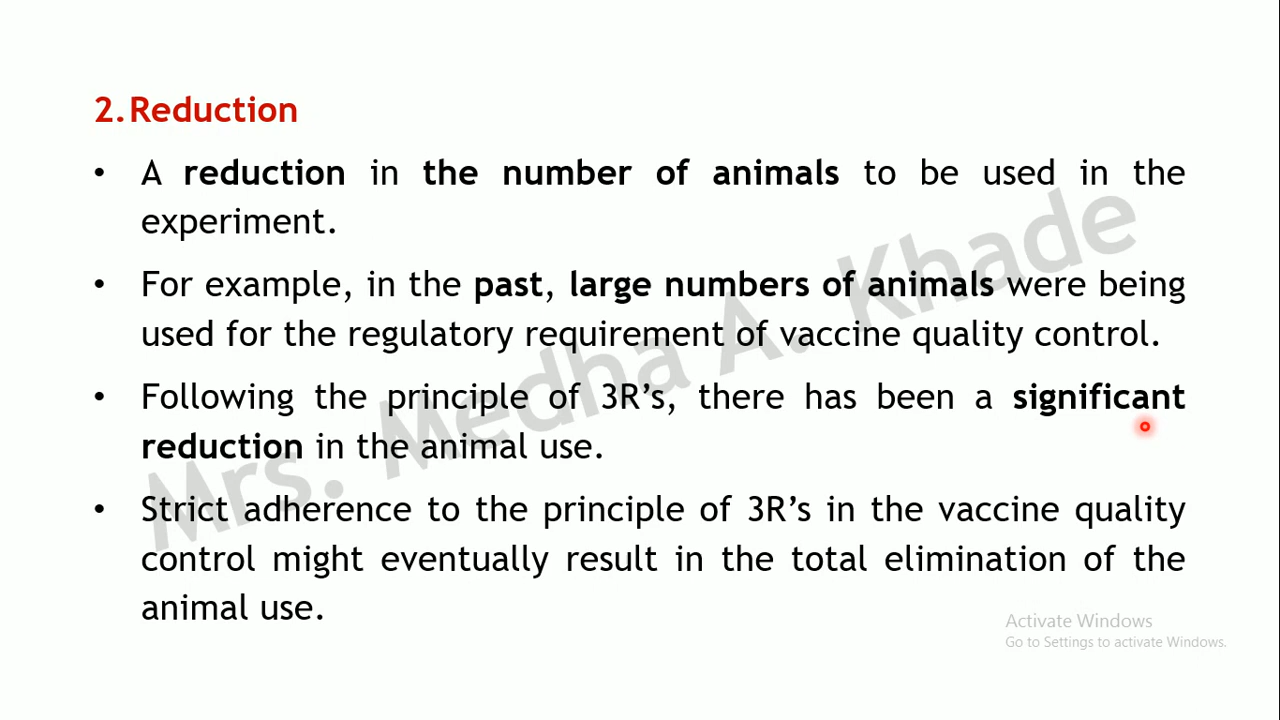 2. Reduction
• A reduction in the number of animals to be used in the
experiment.
• For example, in the past, large numbers of animals were being
used for the regulatory requirement of vaccine quality control.
• Following the principle of 3R’s, there has been a significant
reduction in the animal use.
• Strict adherence to the principle of 3R’s in the vaccine quality
control might eventually result in the total elimination of the
animal use.
Mrs. Medha A. Khade
Activate Windows
Go to Settings to activate Windows.